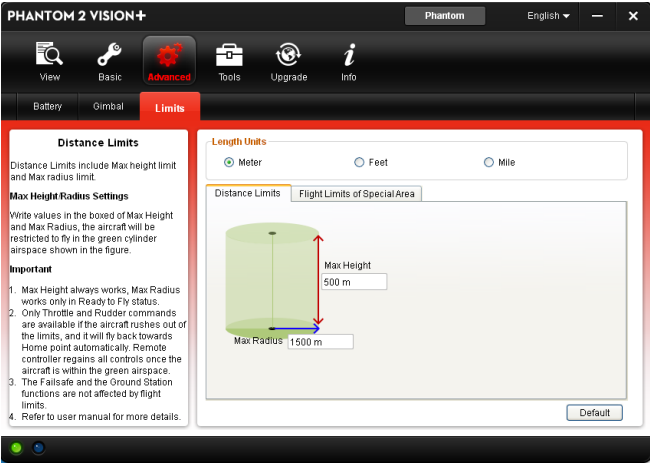 PHANTOM 2 VISION+
Phantom
English
View
Basic
Advanced
Tools
Upgrade
Info
Battery
Gimbal
Limits
Distance Limits
Distance Limits include Max height limit
and Max radius limit.
Max Height/Radius Settings
Write values in the boxed of Max Height
and Max Radius, the aircraft will be
restricted to fly in the green cylinder
airspace shown in the figure.
Important
1. Max Height always works, Max Radius
works only in Ready to Fly status.
2. Only Throttle and Rudder commands
are available if the aircraft rushes out of
the limits, and it will fly back towards
Home point automatically. Remote
controller regains all controls once the
aircraft is within the green airspace.
3. The Failsafe and the Ground Station
functions are not affected by flight
limits.
4. Refer to user manual for more details.
Length Units
Meter
Feet
Mile
Distance Limits
Flight Limits of Special Area
Max Height
500 m
Max Radius
1500 m
Default